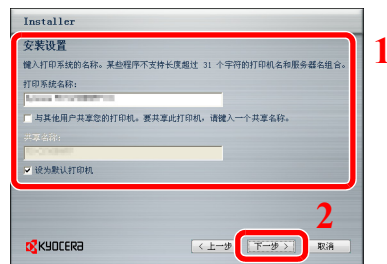 Installer
安装设置
键入打印系统的名称。某些程序不支持长度超过 31 个字符的打印机名和服务器名组合。
打印系统名称:
与其他用户共享您的打印机。要共享此打印机，请键入一个共享名称。
共享名称:
设为默认打印机
1
2
KYOCERA
< 上一步
下一步 >
取消